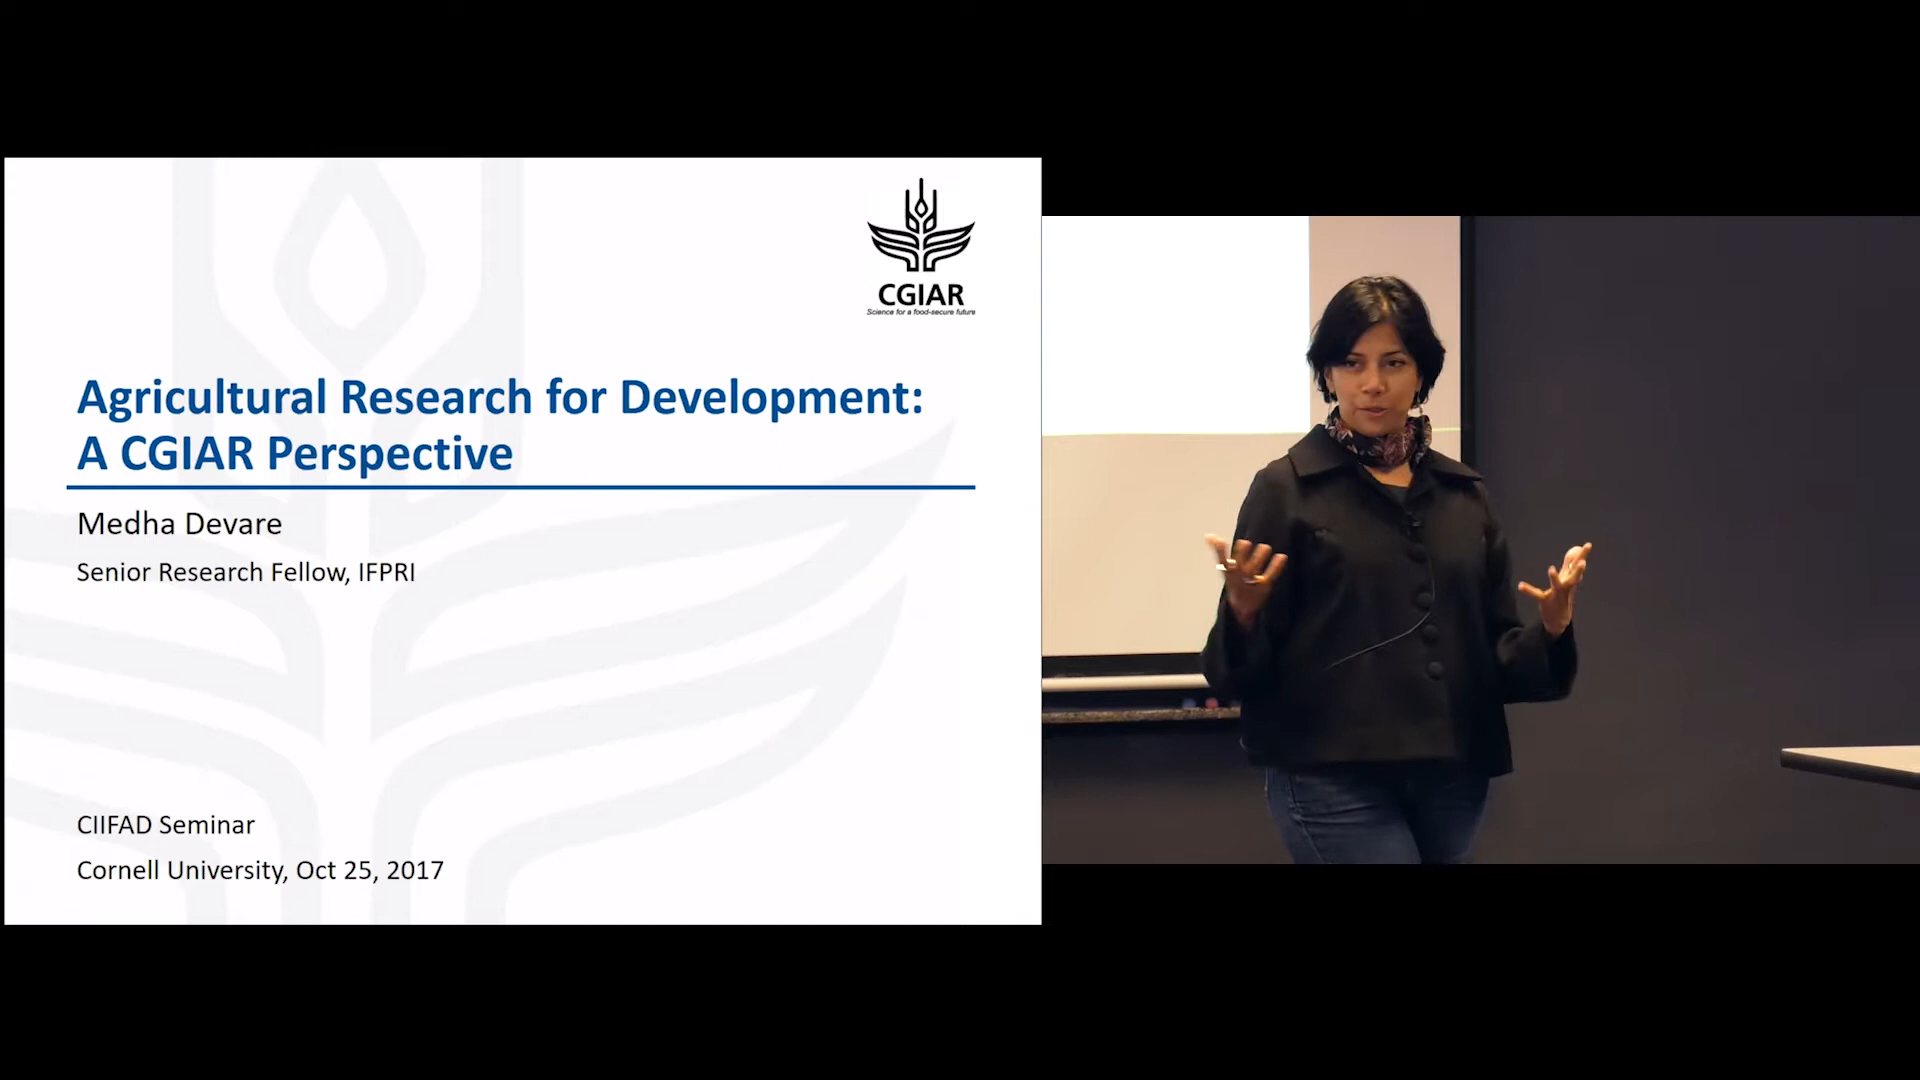 CGIAR
Science for a food-secure future
Agricultural Research for Development:
A CGIAR Perspective
Medha Devare
Senior Research Fellow, IFPRI
CIIFAD Seminar
Cornell University, Oct 25, 2017